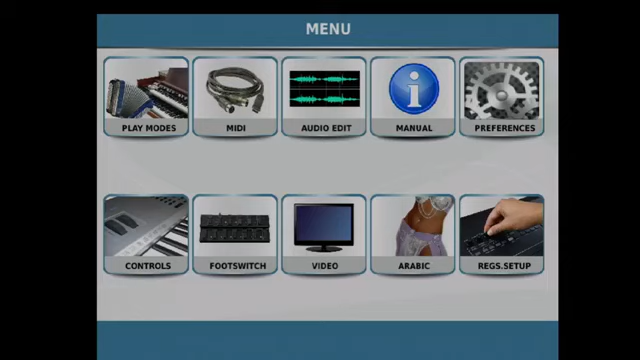 MENU
PLAY MODES
MIDI
AUDIO EDIT
MANUAL
PREFERENCES
CONTROLS
FOOTSWITCH
VIDEO
ARABIC
REGS.SETUP